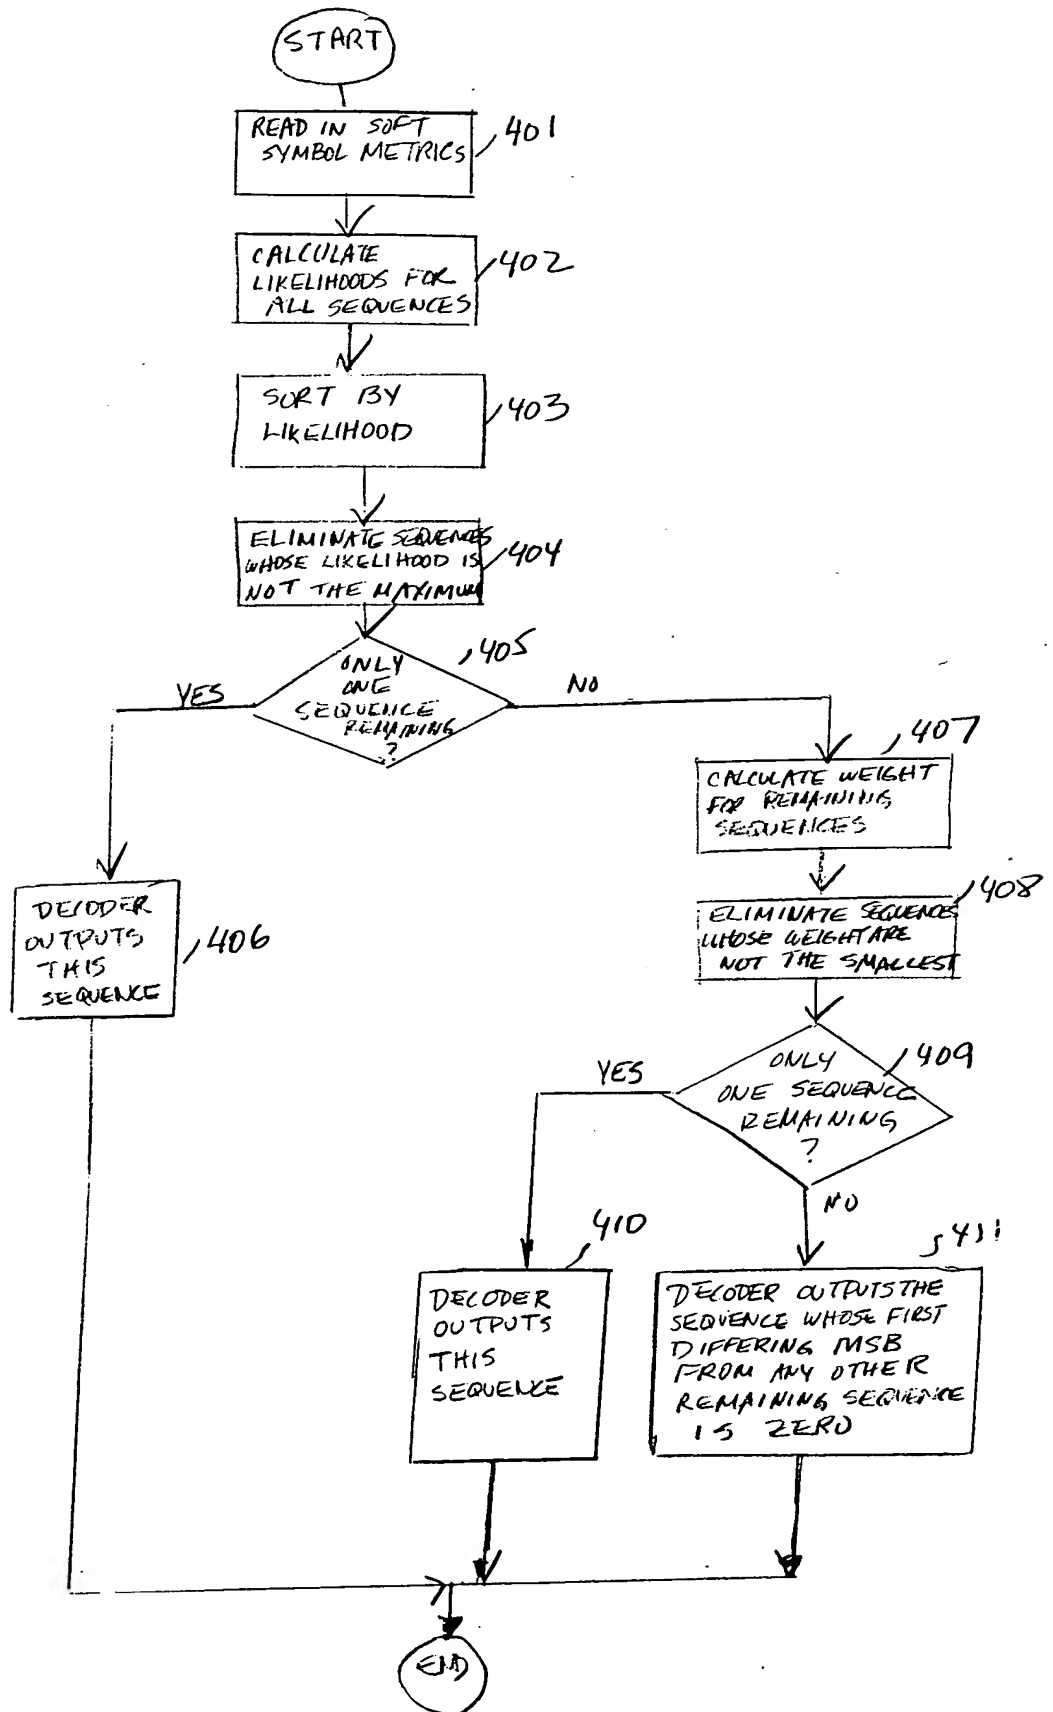 START
READ IN SOFT
SYMBOL METRICS
401
CALCULATE
LIKELIHOODS FOR
ALL SEQUENCES
402
SORT BY
LIKELIHOOD
403
ELIMINATE SEQUENCES
WHOSE LIKELIHOOD IS
NOT THE MAXIMUM
404
405
ONLY
ONE
SEQUENCE
REMAINING
?
YES
NO
407
CALCULATE WEIGHT
FOR REMAINING
SEQUENCES
DECODER
OUTPUTS
THIS
SEQUENCE
406
408
ELIMINATE SEQUENCES
WHOSE WEIGHT ARE
NOT THE SMALLEST
409
ONLY
ONE SEQUENCE
REMAINING
?
YES
NO
410
DECODER
OUTPUTS
THIS
SEQUENCE
411
DECODER OUTPUTS THE
SEQUENCE WHOSE FIRST
DIFFERING MSB
FROM ANY OTHER
REMAINING SEQUENCE
IS ZERO
END